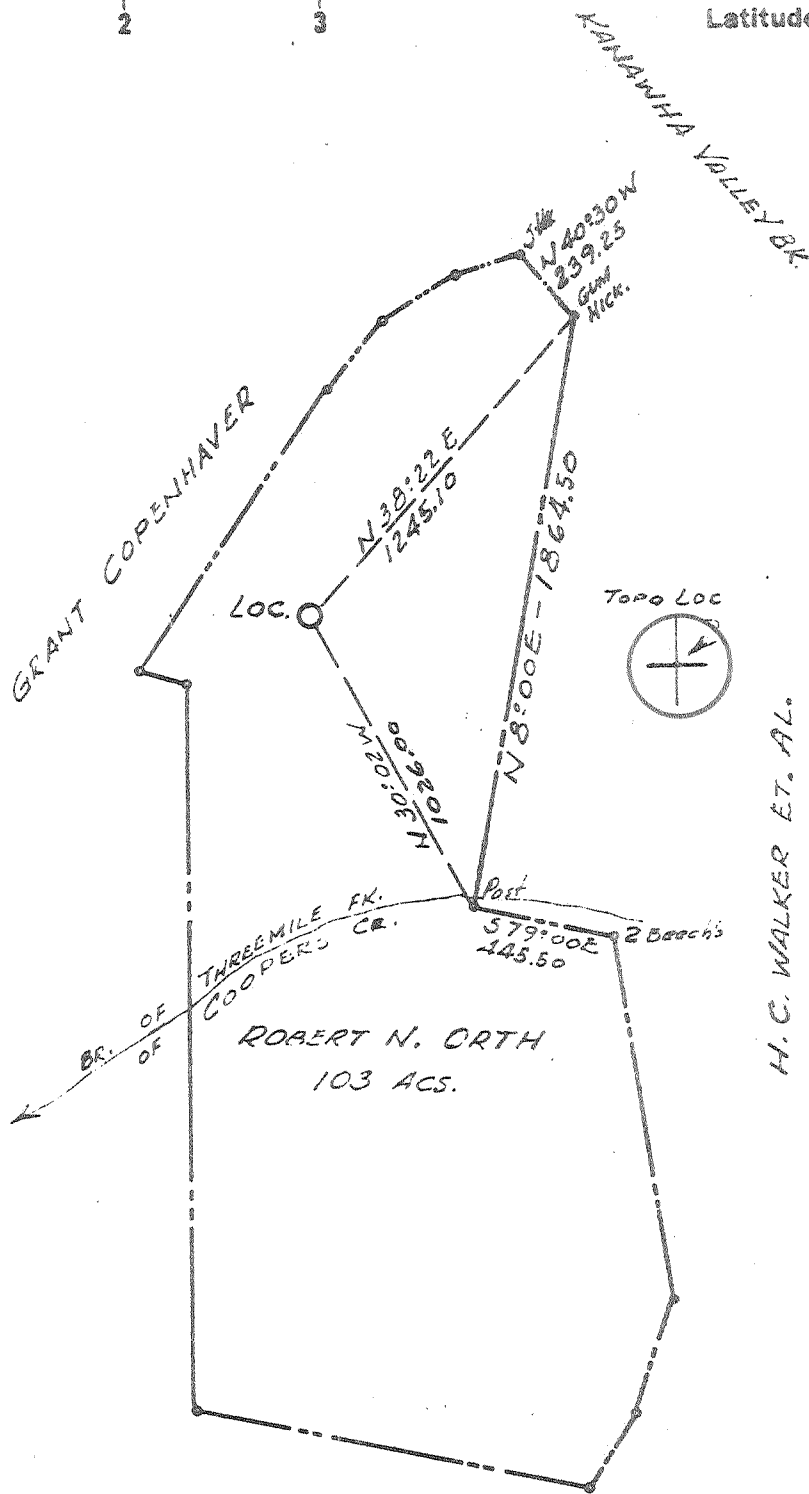 2 3
KANAWHA VALLEY BK.
N 40:30 W
239.25
GUM
HICK.
GRANT COPENHAVER
N 38:22 E
1245.10
N 8:00E - 1864.50
LOC.
TOPO LOC
N 30:02 W
1026.00
H. C. WALKER ET. AL.
Post
S 79:00E
445.50
2 Beech's
BR. OF THREEMILE FK.
OF COOPERS CR.
ROBERT N. ORTH
103 ACS.